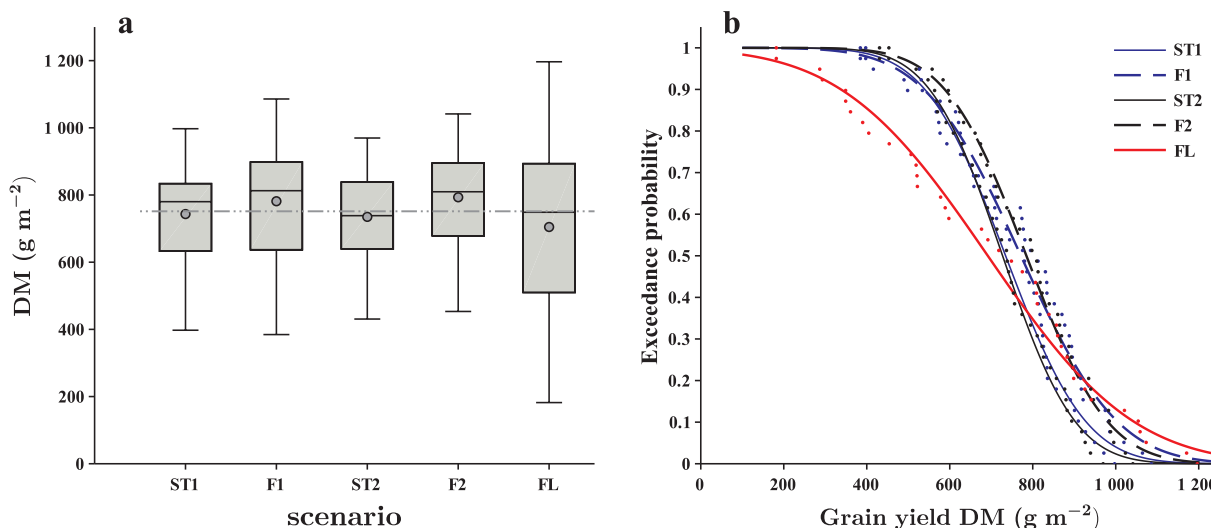 a
DM (g m−2)
1 200
1 000
800
600
400
200
0
ST1 F1 ST2 F2 FL
scenario
b
Exceedance probability
1
0.9
0.8
0.7
0.6
0.5
0.4
0.3
0.2
0.1
0
ST1
F1
ST2
F2
FL
0 200 400 600 800 1 000 1 200
Grain yield DM (g m−2)